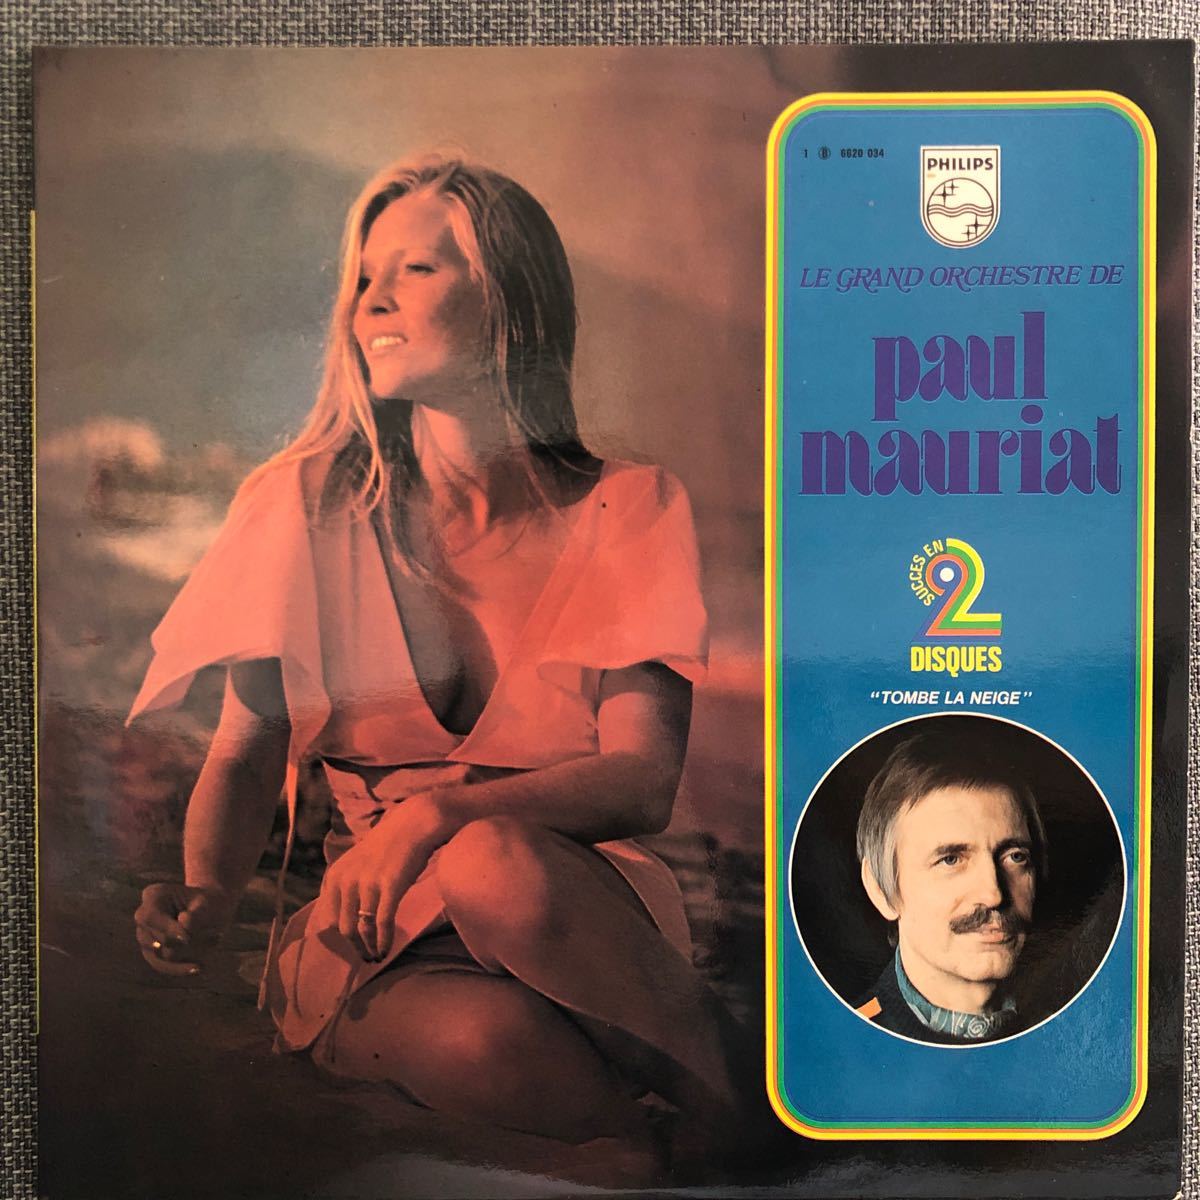 1 B 6620 034
PHILIPS
LE GRAND ORCHESTRE DE
paul
mauriat
SUCCES EN
2
DISQUES
"TOMBE LA NEIGE"